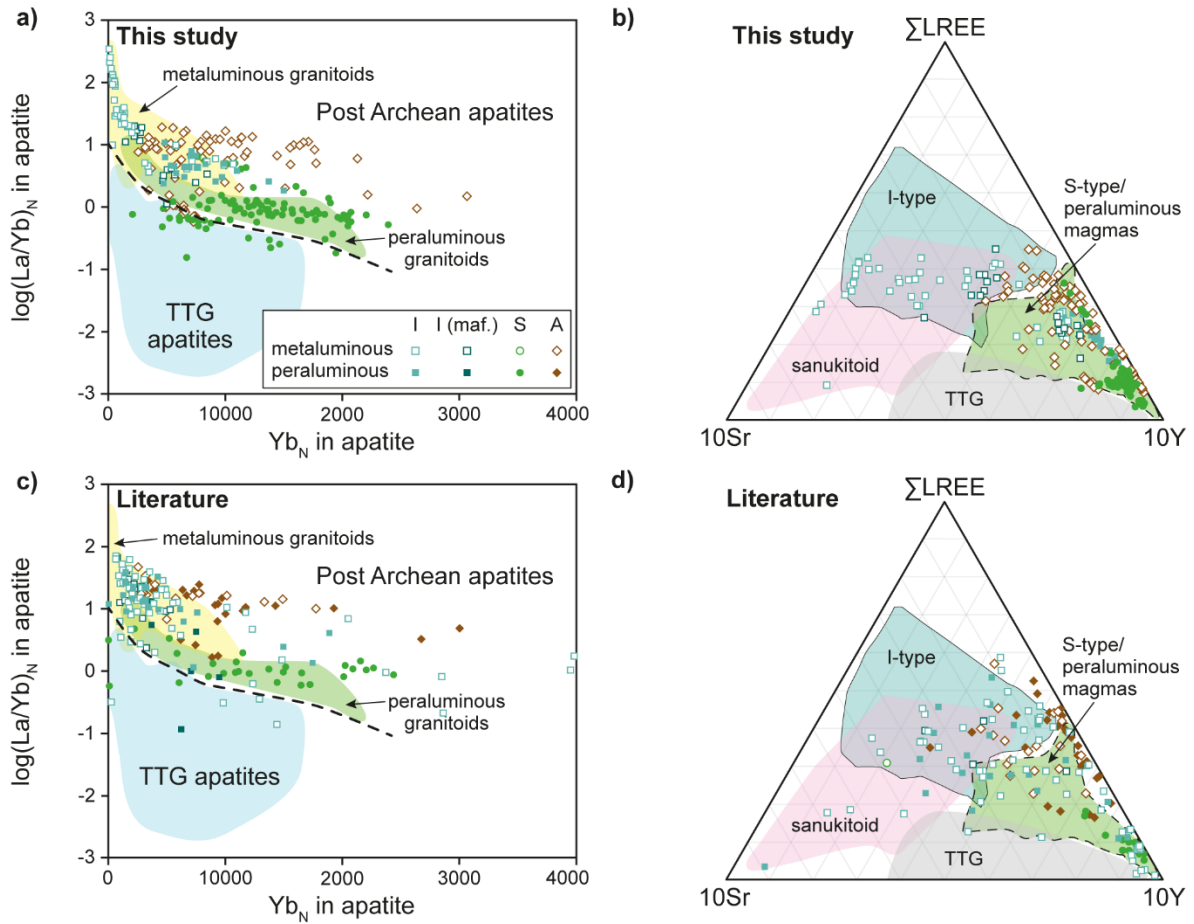 a)
This study
metaluminous granitoids
Post Archean apatites
peraluminous
granitoids
TTG
apatites
I I (maf.) S A
metaluminous
peraluminous
3
2
1
0
-1
-2
-3
log(La/Yb)N in apatite
0 10000 2000 3000 4000
YbN in apatite
b)
This study
∑LREE
I-type
S-type/
peraluminous
magmas
sanukitoid
TTG
10Sr
10Y
c)
Literature
metaluminous granitoids
Post Archean apatites
peraluminous
granitoids
TTG apatites
3
2
1
0
-1
-2
-3
log(La/Yb)N in apatite
0 10000 2000 3000 4000
YbN in apatite
d)
Literature
∑LREE
I-type
S-type/
peraluminous
magmas
sanukitoid
TTG
10Sr
10Y